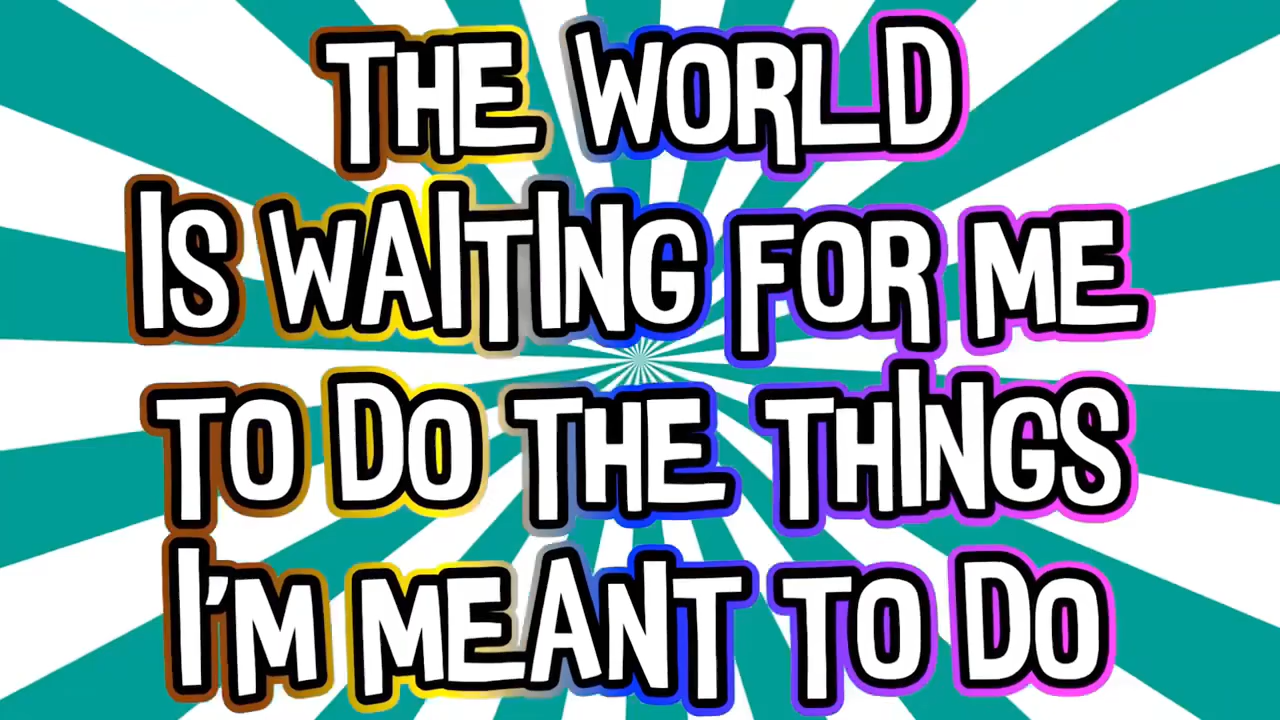 THE WORLD
IS WAITING FOR ME
TO DO THE THINGS
I'M MEANT TO DO